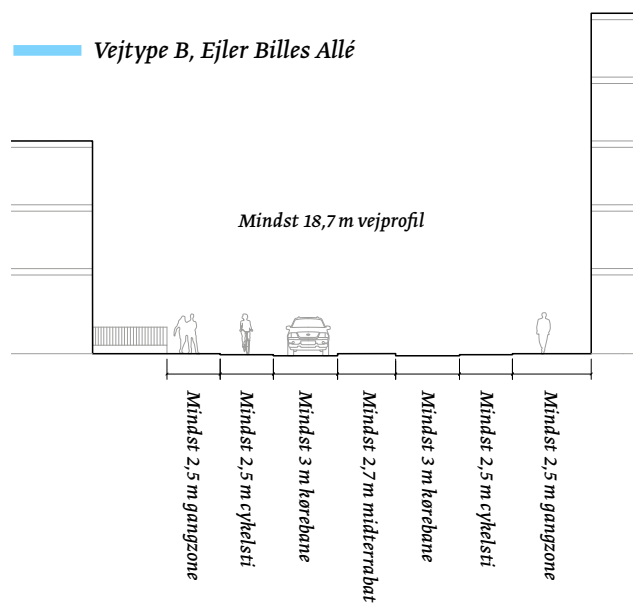 Vejtype B, Ejler Billes Allé
Mindst 18,7 m vejprofil
Mindst 2,5 m gangzone
Mindst 2,5 m cykelsti
Mindst 3 m kørebane
Mindst 2,7 m midterrabat
Mindst 3 m kørebane
Mindst 2,5 m cykelsti
Mindst 2,5 m gangzone